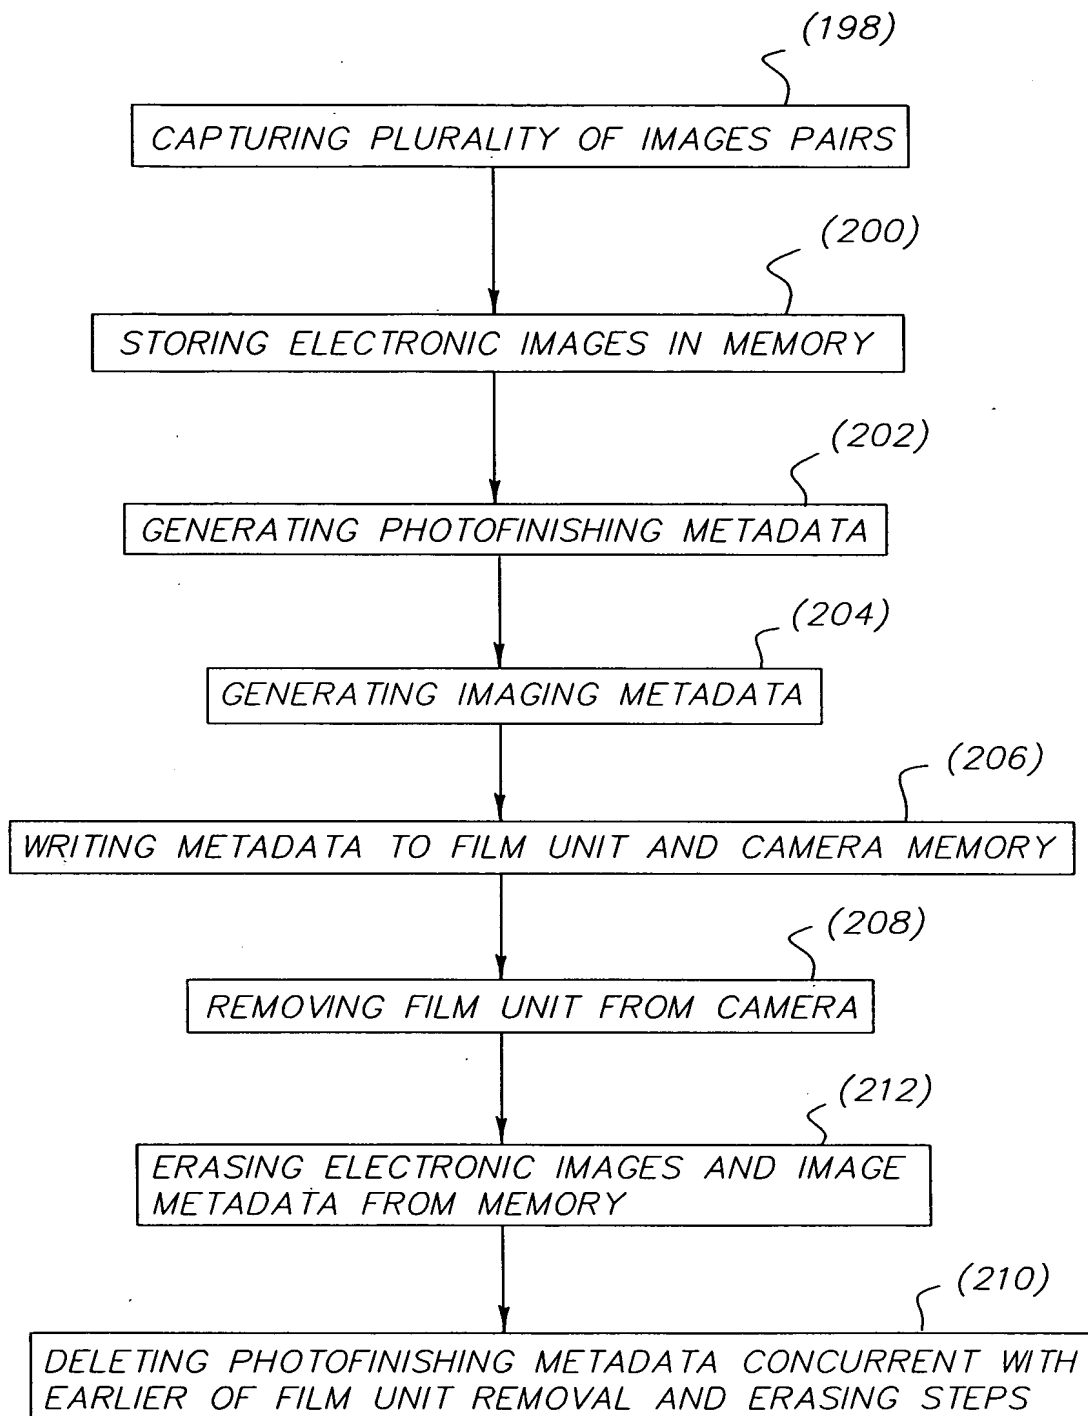 (198)
CAPTURING PLURALITY OF IMAGES PAIRS
(200)
STORING ELECTRONIC IMAGES IN MEMORY
(202)
GENERATING PHOTOFINISHING METADATA
(204)
GENERATING IMAGING METADATA
(206)
WRITING METADATA TO FILM UNIT AND CAMERA MEMORY
(208)
REMOVING FILM UNIT FROM CAMERA
(212)
ERASING ELECTRONIC IMAGES AND IMAGE
METADATA FROM MEMORY
(210)
DELETING PHOTOFINISHING METADATA CONCURRENT WITH
EARLIER OF FILM UNIT REMOVAL AND ERASING STEPS